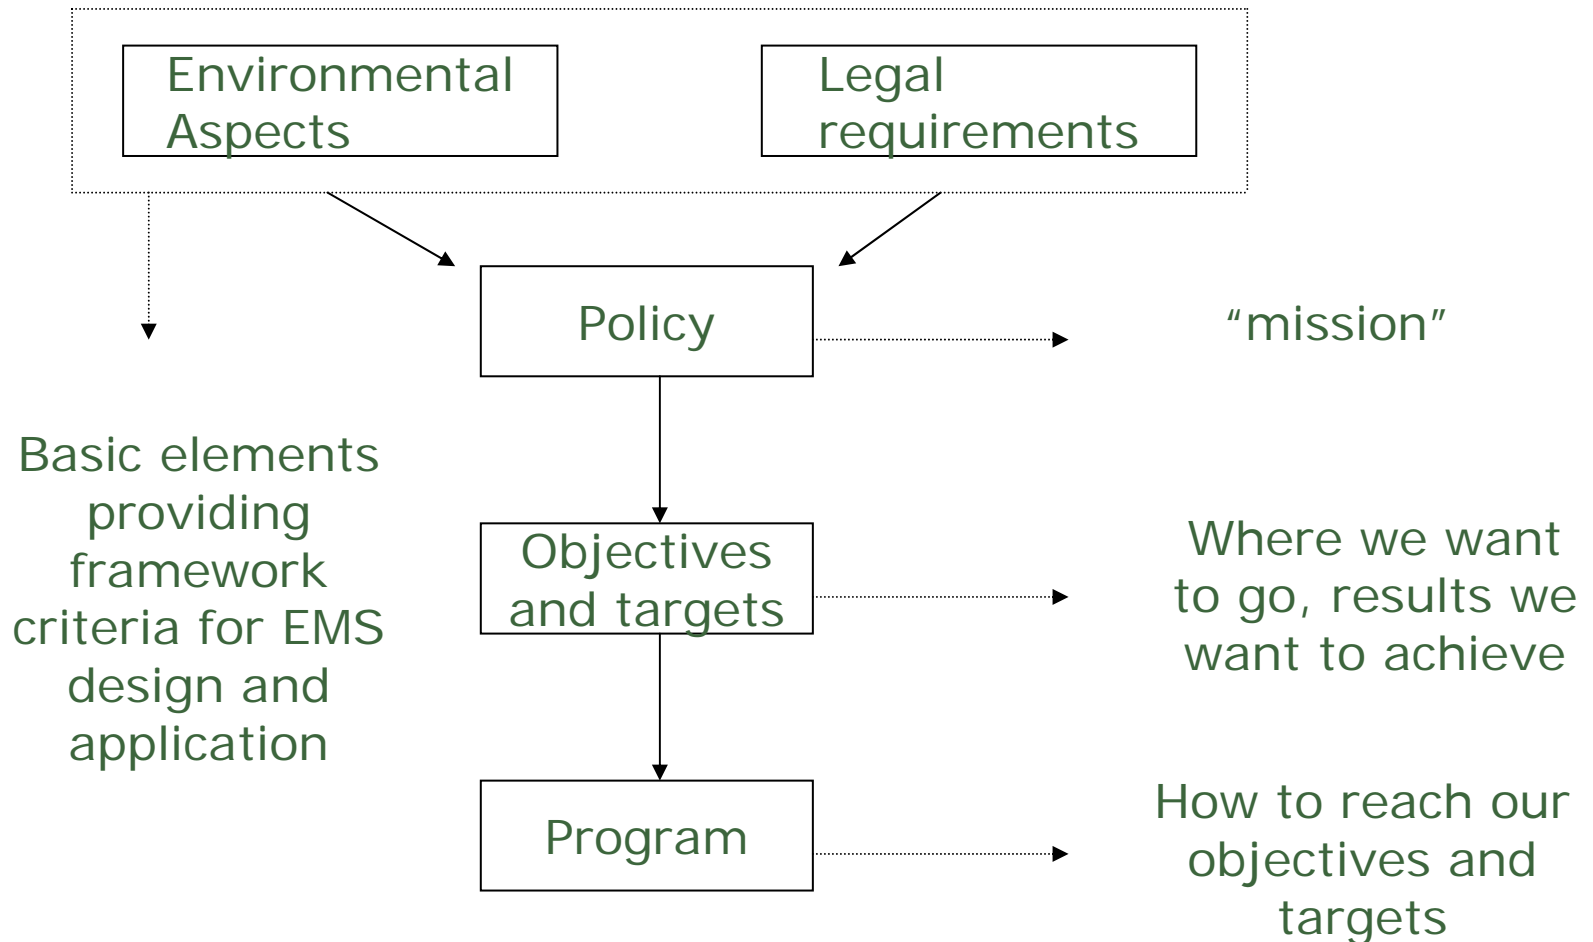 Environmental
Aspects
Legal
requirements
Policy
“mission”
Basic elements
providing
framework
criteria for EMS
design and
application
Objectives
and targets
Where we want
to go, results we
want to achieve
Program
How to reach our
objectives and
targets